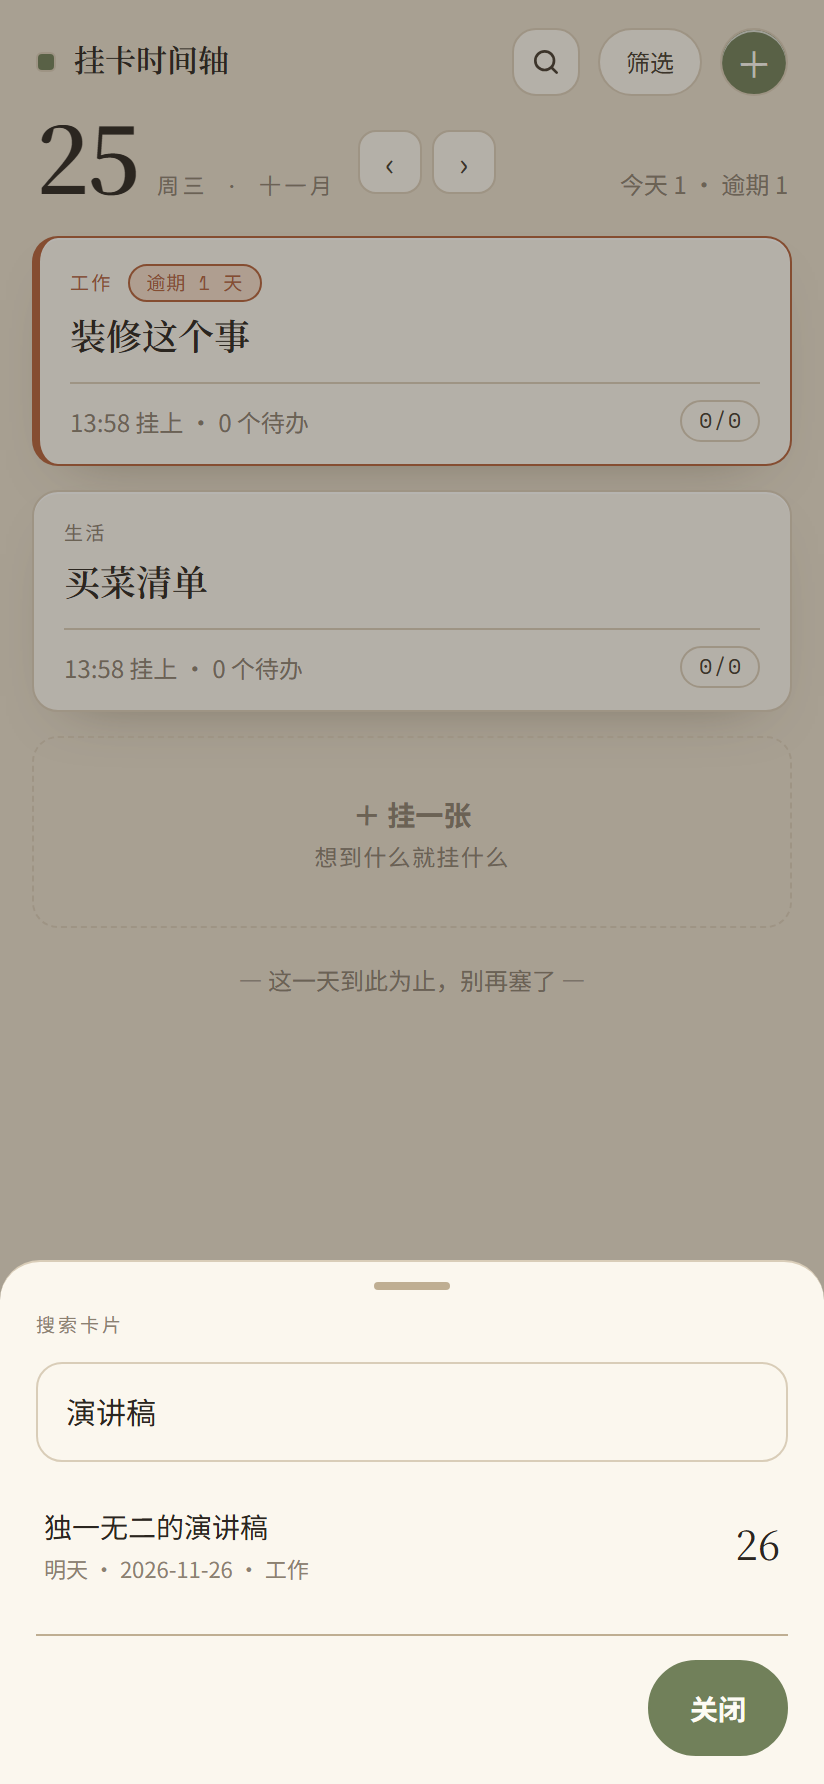 挂卡时间轴
筛选
25 周三 · 十一月
今天 1 · 逾期 1
工作 逾期 1 天
装修这个事
13:58 挂上 · 0 个待办 0/0
生活
买菜清单
13:58 挂上 · 0 个待办 0/0
＋ 挂一张
想到什么就挂什么
— 这一天到此为止，别再塞了 —
搜索卡片
演讲稿
独一无二的演讲稿
明天 · 2026-11-26 · 工作
26
关闭